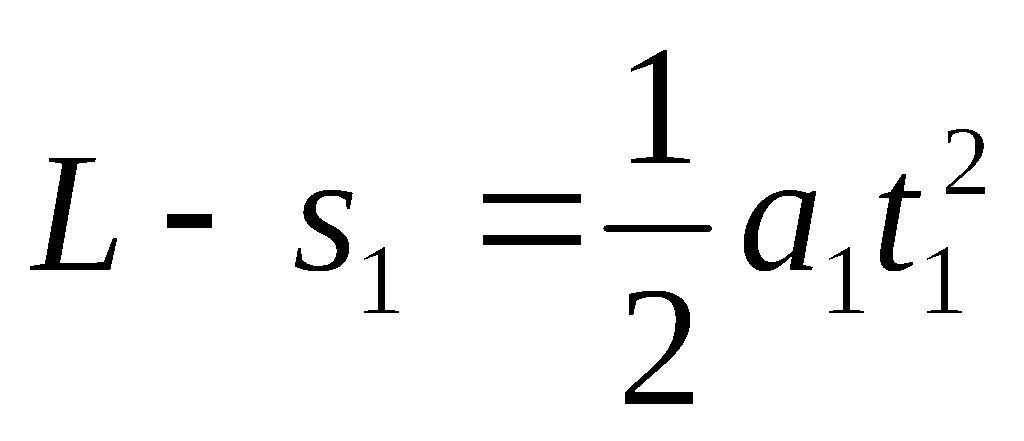 L - s₁ = 1/2 a₁t₁²